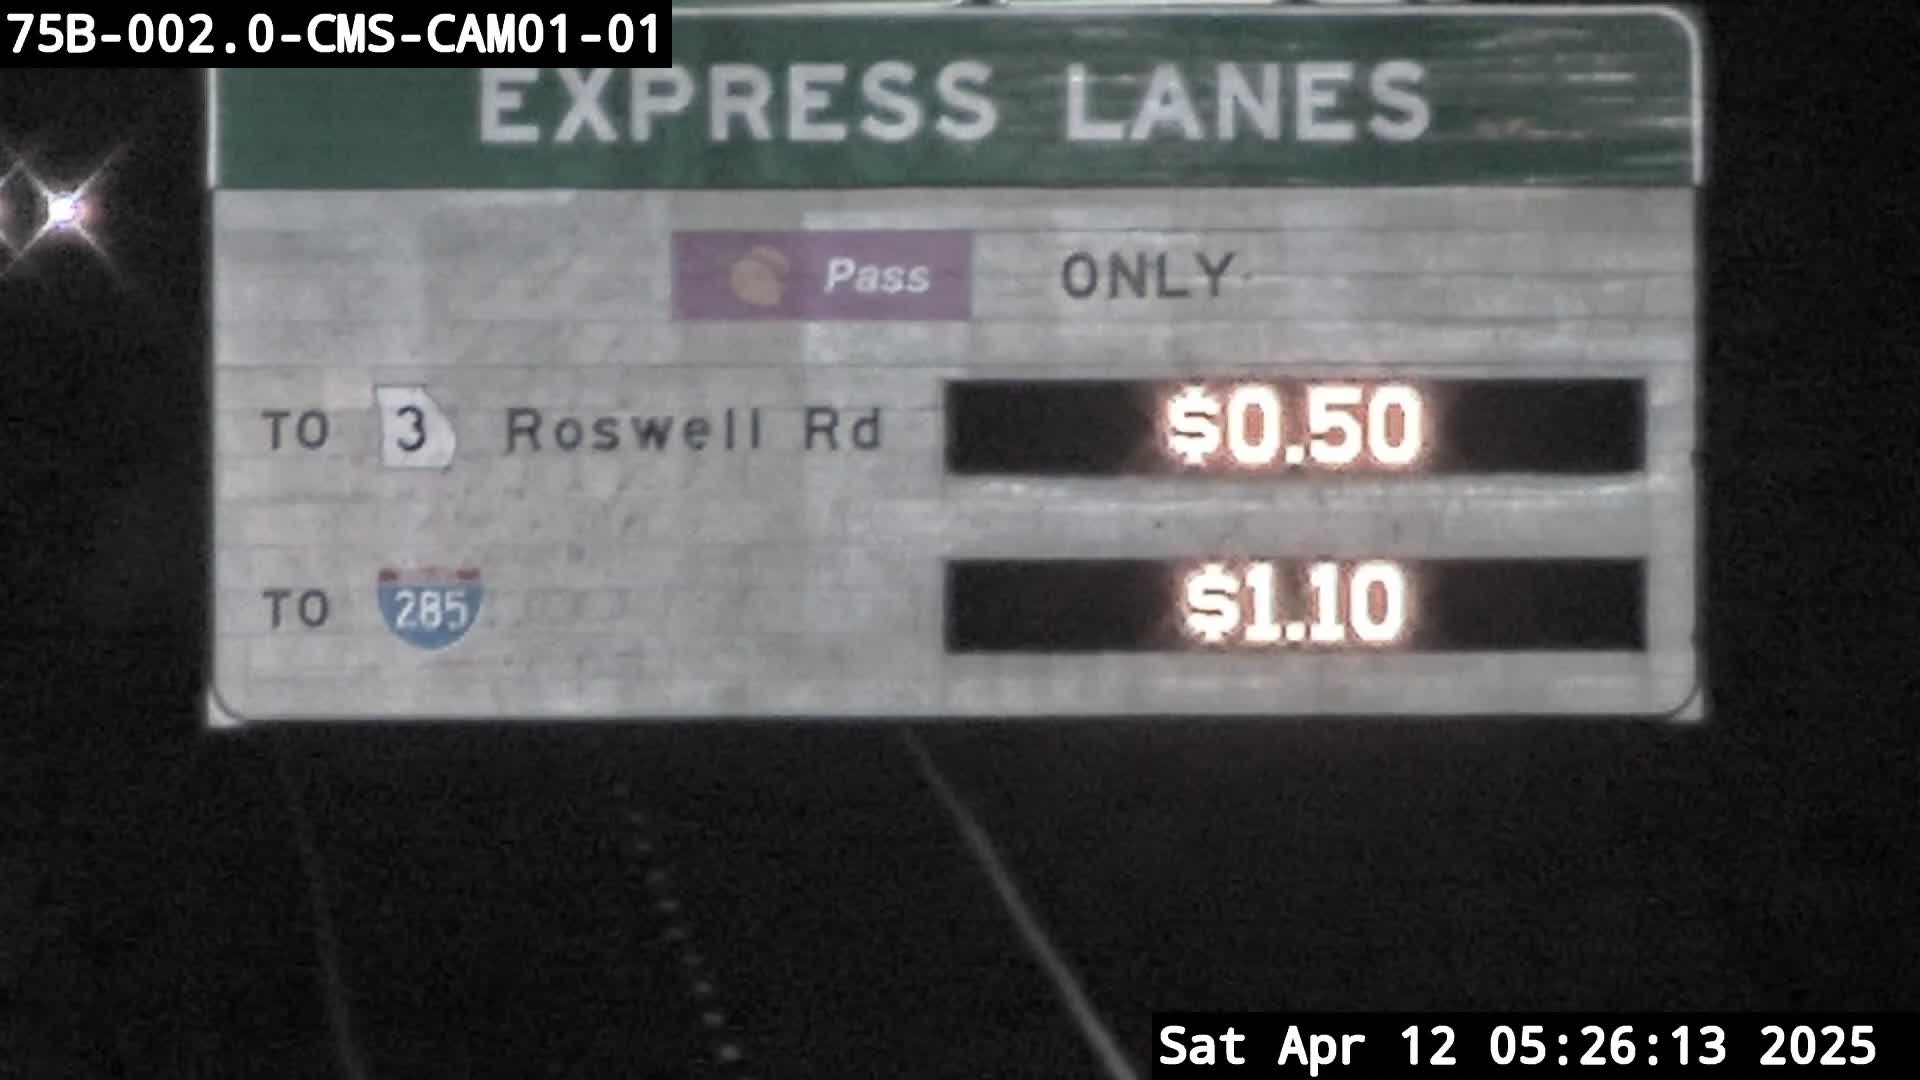 75B-002.0-CMS-CAM01-01
EXPRESS LANES
Pass ONLY
TO 3 Roswell Rd $0.50
TO 285 $1.10
Sat Apr 12 05:26:13 2025